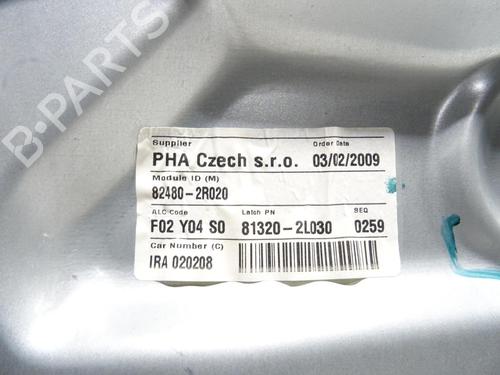 B-PARTS
Supplier Order Date
PHA Czech s.r.o. 03/02/2009
Module ID (M)
82480-2R020
ALC Code Latch PN SEQ
F02 Y04 S0 81320-2L030 0259
Car Number (C)
IRA 020208